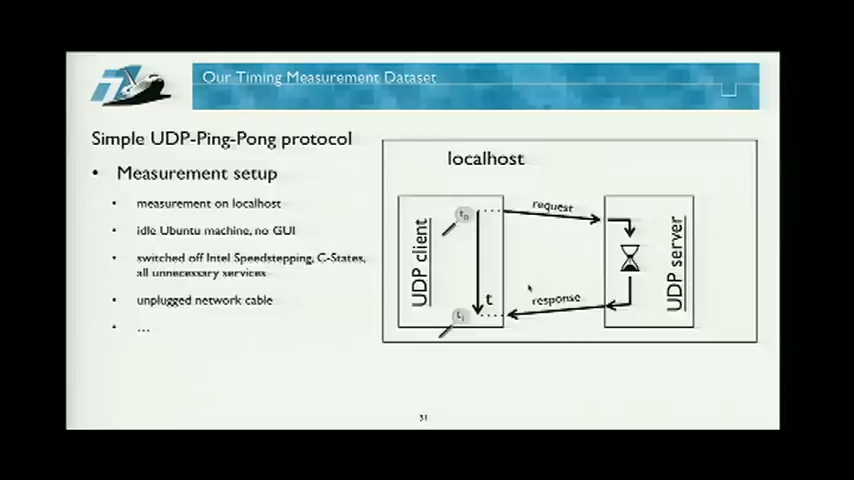 Our Timing Measurement Dataset
Simple UDP-Ping-Pong protocol
• Measurement setup
• measurement on localhost
• idle Ubuntu machine, no GUI
• switched off Intel Speedstepping, C-States,
all unnecessary services
• unplugged network cable
• ...
localhost
UDP client
t₀
t
t₁
request
response
UDP server
31